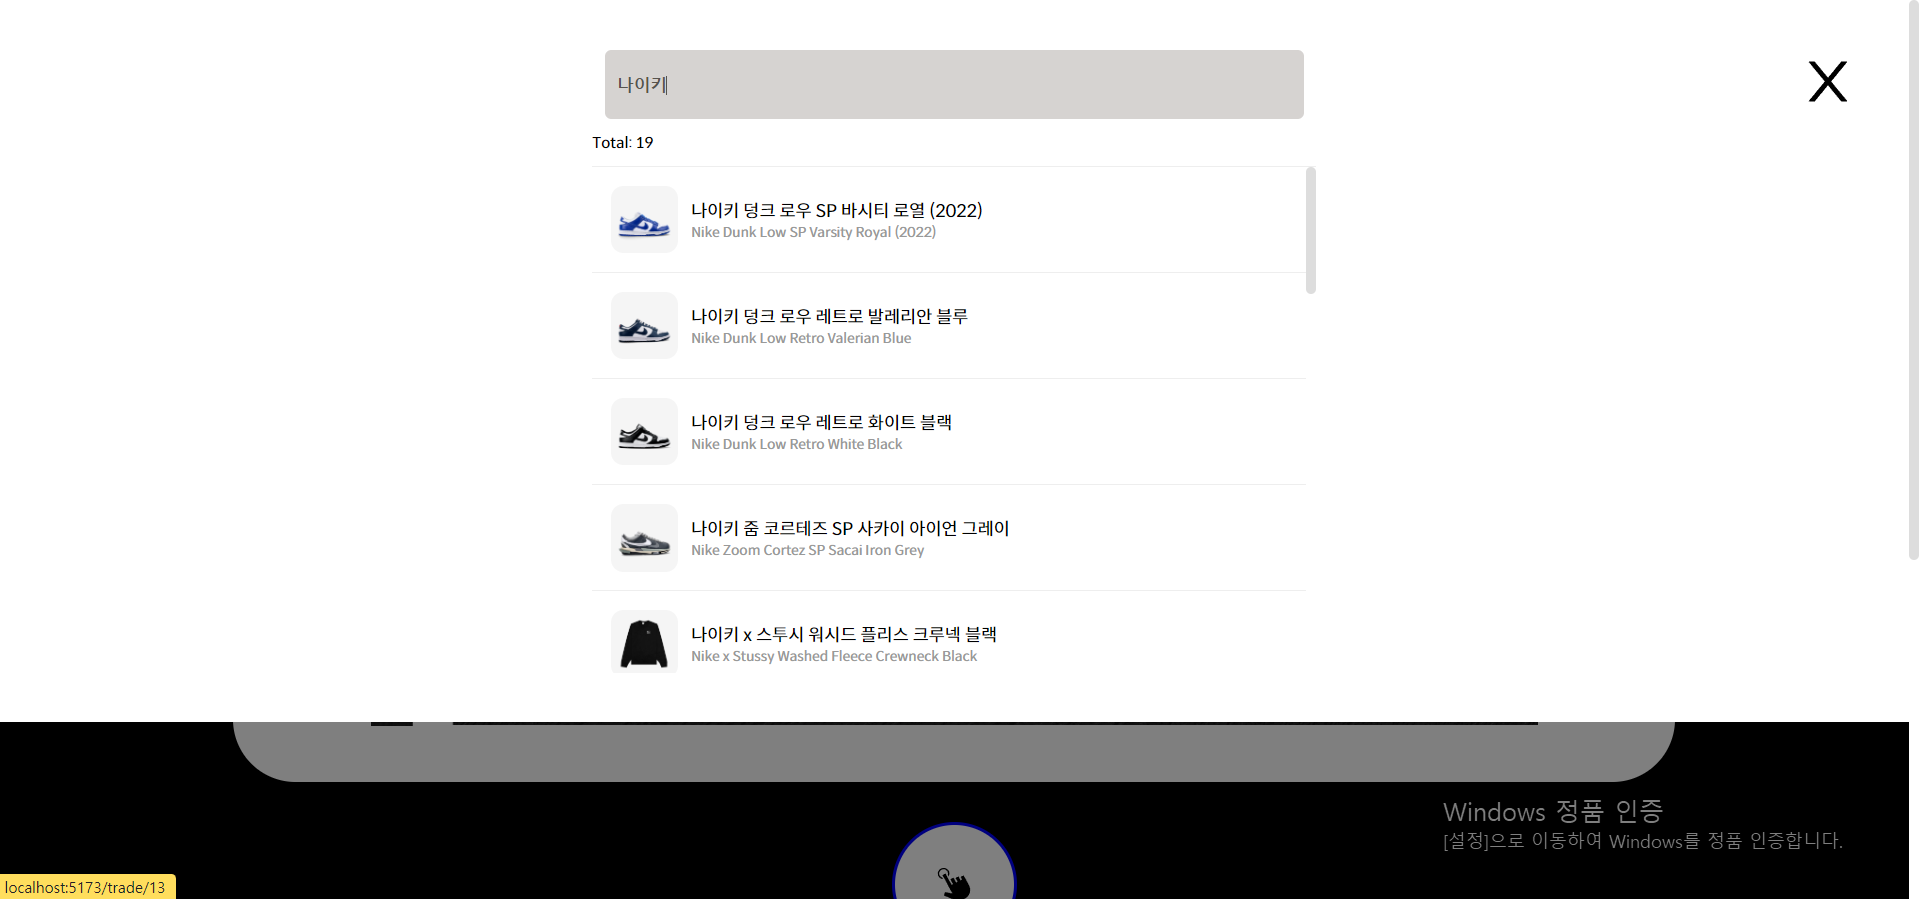 나이키
X
Total: 19
나이키 덩크 로우 SP 바시티 로열 (2022)
Nike Dunk Low SP Varsity Royal (2022)
나이키 덩크 로우 레트로 발레리안 블루
Nike Dunk Low Retro Valerian Blue
나이키 덩크 로우 레트로 화이트 블랙
Nike Dunk Low Retro White Black
나이키 줌 코르테즈 SP 사카이 아이언 그레이
Nike Zoom Cortez SP Sacai Iron Grey
나이키 x 스투시 워시드 플리스 크루넥 블랙
Nike x Stussy Washed Fleece Crewneck Black
Windows 정품 인증
[설정]으로 이동하여 Windows를 정품 인증합니다.
localhost:5173/trade/13